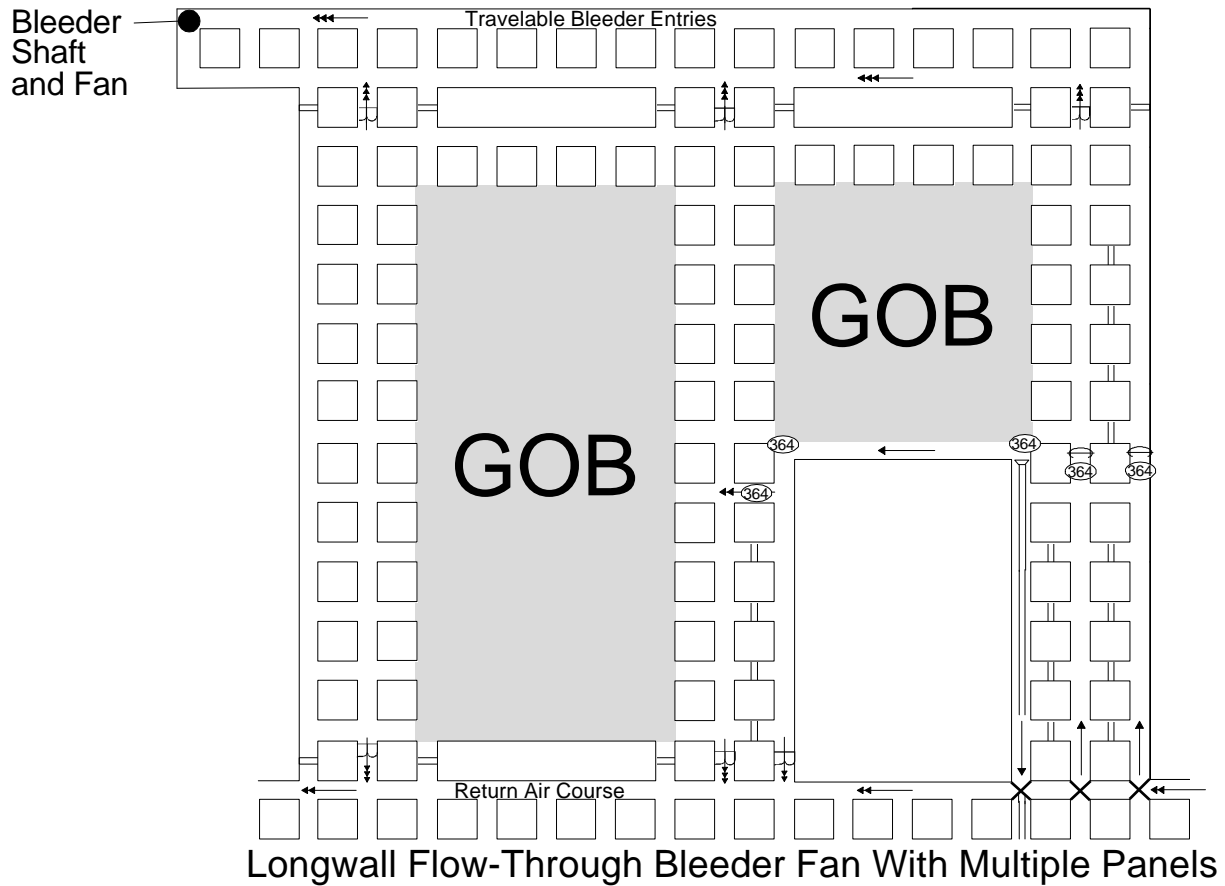 Bleeder
Shaft
and Fan
Travelable Bleeder Entries
GOB
GOB
364
364
364
364
364
Return Air Course
Longwall Flow-Through Bleeder Fan With Multiple Panels